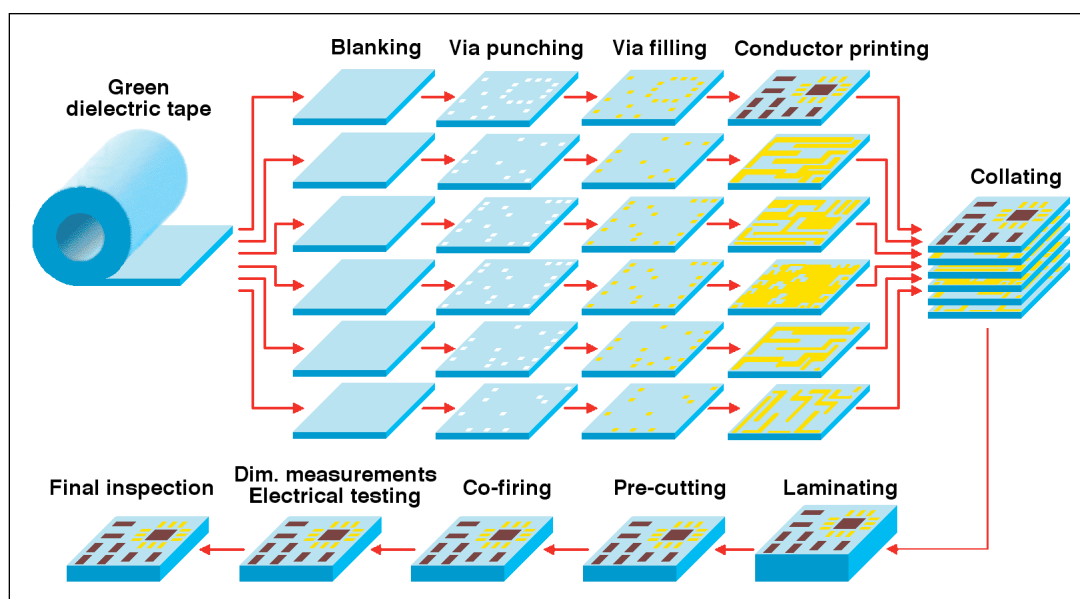 Blanking
Via punching
Via filling
Conductor printing
Green
dielectric tape
Collating
Final inspection
Dim. measurements
Electrical testing
Co-firing
Pre-cutting
Laminating